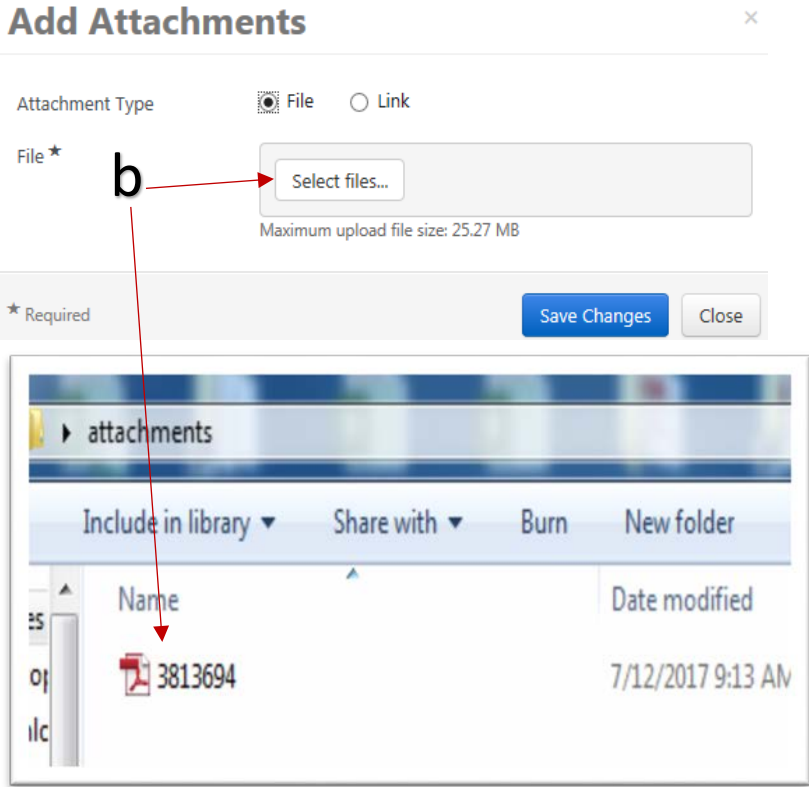 Add Attachments ×
Attachment Type File Link
File ★
b
Select files...
Maximum upload file size: 25.27 MB
★ Required Save Changes Close
attachments
Include in library ▼ Share with ▼ Burn New folder
Name Date modified
3813694 7/12/2017 9:13 AM